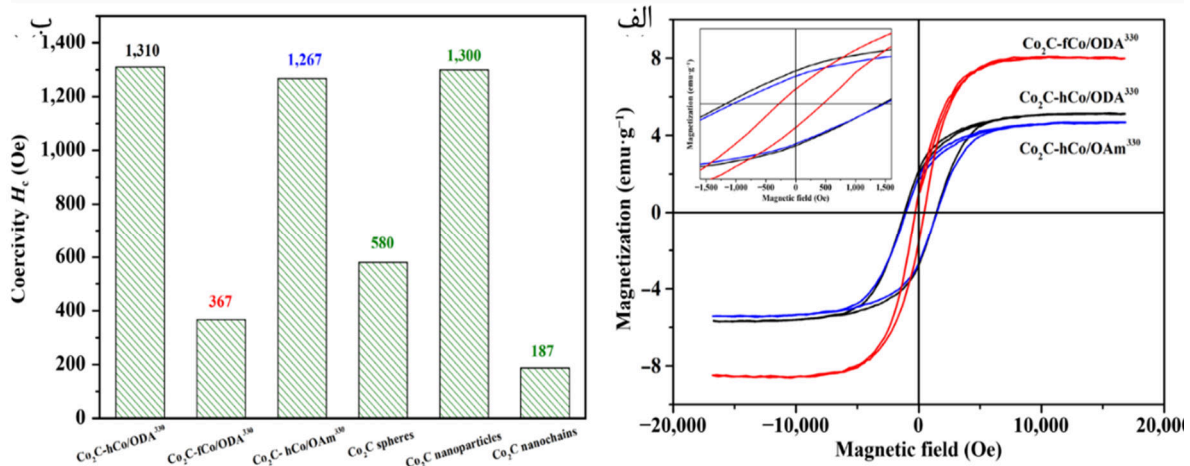 ب
1,400
1,200
1,000
800
600
400
200
0
Coercivity Hc (Oe)
1,310
367
1,267
580
1,300
187
Co₂C-hCo/ODA³³⁰
Co₂C-fCo/ODA³³⁰
Co₂C- hCo/OAm³³⁰
Co₂C spheres
Co₂C nanoparticles
Co₂C nanochains
الف
8
4
0
−4
−8
Magnetization (emu·g⁻¹)
Co₂C-fCo/ODA³³⁰
Co₂C-hCo/ODA³³⁰
Co₂C-hCo/OAm³³⁰
Magnetization (emu·g⁻¹)
−1,500 −1,000 −500 0 500 1,000 1,500
Magnetic field (Oe)
−20,000 −10,000 0 10,000 20,000
Magnetic field (Oe)